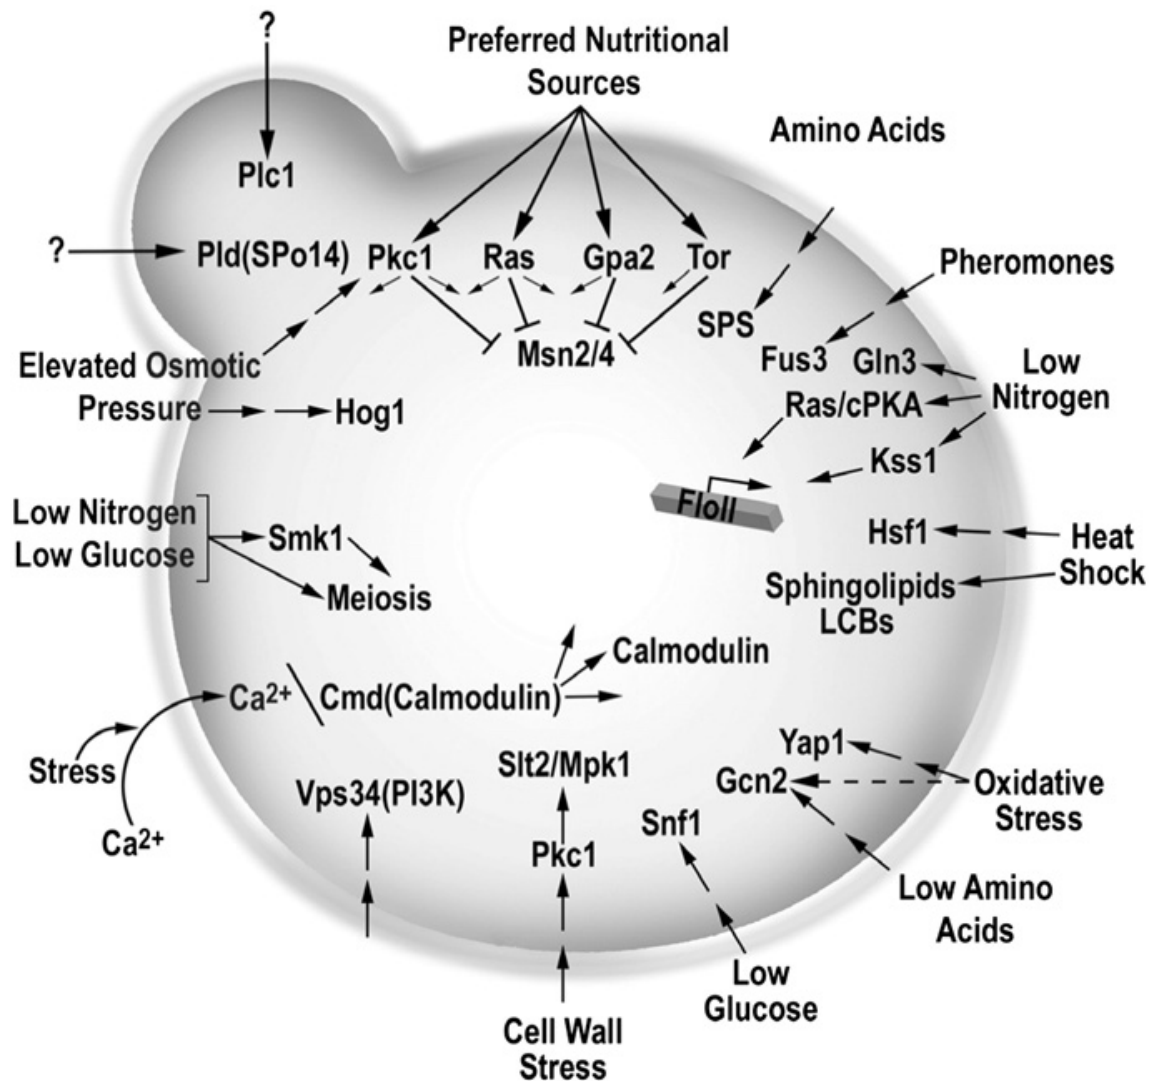 ?
Preferred Nutritional
Sources
Amino Acids
Plc1
?
Pld(SPo14)
Pkc1
Ras
Gpa2
Tor
Pheromones
SPS
Msn2/4
Fus3
Gln3
Low
Nitrogen
Elevated Osmotic
Pressure
Hog1
Ras/cPKA
Kss1
FloII
Low Nitrogen
Low Glucose
Smk1
Meiosis
Hsf1
Heat
Shock
Sphingolipids
LCBs
Calmodulin
Ca2+
Cmd(Calmodulin)
Stress
Ca2+
Yap1
Slt2/Mpk1
Gcn2
Oxidative
Stress
Vps34(PI3K)
Snf1
Pkc1
Low Amino
Acids
Low
Glucose
Cell Wall
Stress